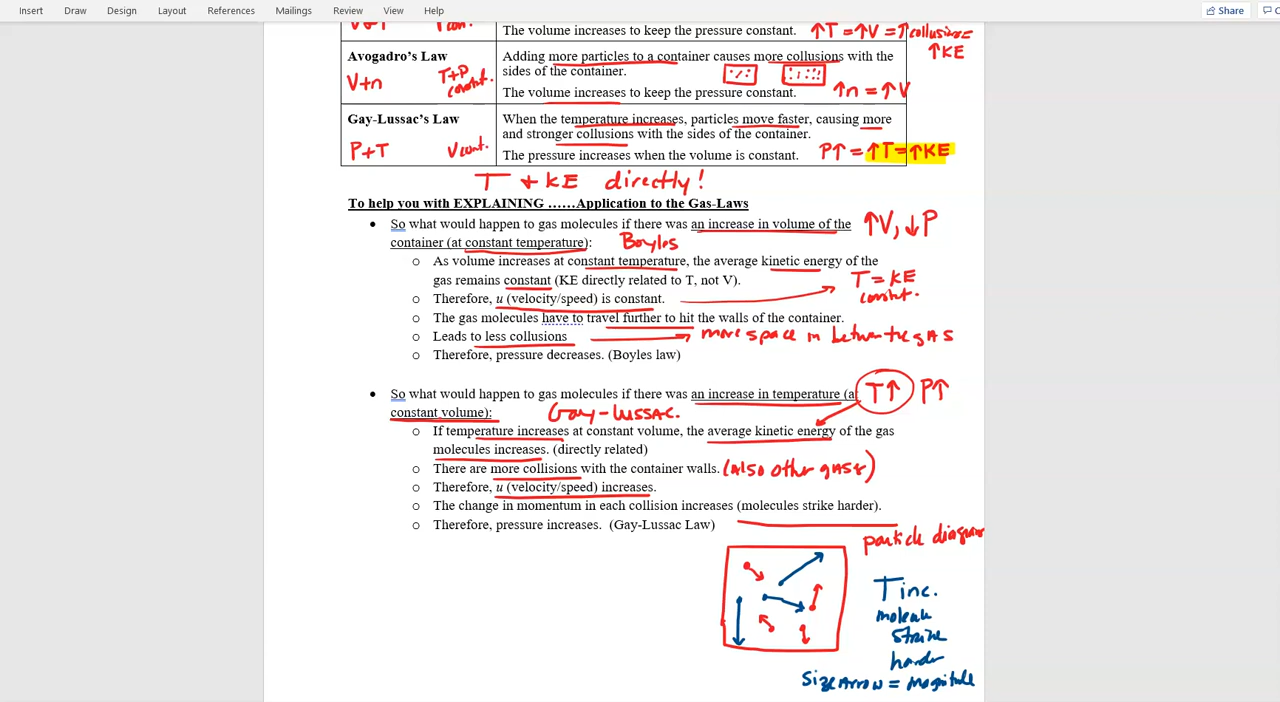 Insert Draw Design Layout References Mailings Review View Help Share
The volume increases to keep the pressure constant. ↑T = ↑V = ↑collusions = ↑KE
Avogadro's Law
V+n
T+P constant.
Adding more particles to a container causes more collusions with the
sides of the container.
The volume increases to keep the pressure constant. ↑n = ↑V
Gay-Lussac's Law
P+T
V cont.
When the temperature increases, particles move faster, causing more
and stronger collusions with the sides of the container.
The pressure increases when the volume is constant. P↑ = ↑T = ↑KE
T + KE directly!
To help you with EXPLAINING ……Application to the Gas-Laws
• So what would happen to gas molecules if there was an increase in volume of the ↑V, ↓P
container (at constant temperature): Boyles
o As volume increases at constant temperature, the average kinetic energy of the
gas remains constant (KE directly related to T, not V). T = KE
o Therefore, u (velocity/speed) is constant. constant.
o The gas molecules have to travel further to hit the walls of the container.
o Leads to less collusions more space in between the gas
o Therefore, pressure decreases. (Boyles law)
• So what would happen to gas molecules if there was an increase in temperature (a T↑ P↑
constant volume): Gay-Lussac.
o If temperature increases at constant volume, the average kinetic energy of the gas
molecules increases. (directly related)
o There are more collisions with the container walls. (also other gases)
o Therefore, u (velocity/speed) increases.
o The change in momentum in each collision increases (molecules strike harder).
o Therefore, pressure increases. (Gay-Lussac Law)
particle diagram
T inc.
molecule
strike
harder
Size Arrow = magnitude